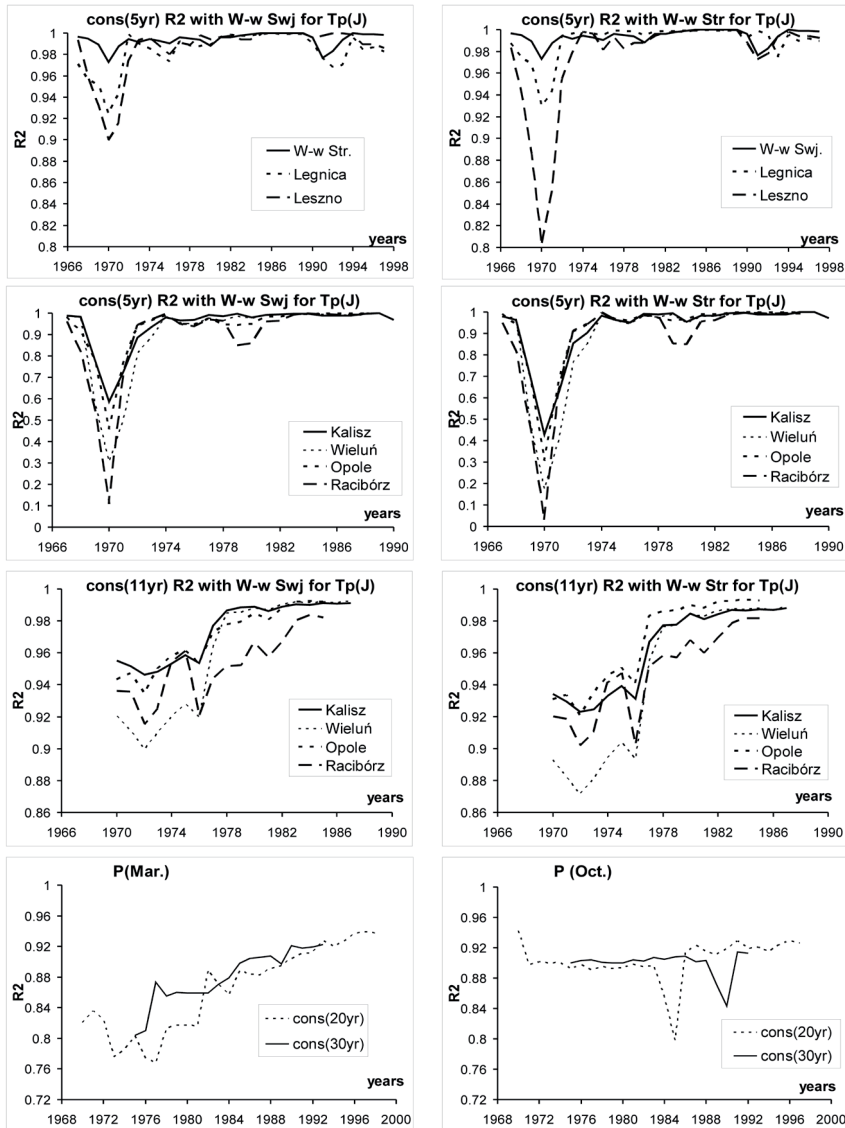 cons(5yr) R2 with W-w Swj for Tp(J)
1
0.98
0.96
0.94
0.92
0.9
0.88
0.86
0.84
0.82
0.8
R2
W-w Str.
Legnica
Leszno
years
1966 1970 1974 1978 1982 1986 1990 1994 1998
cons(5yr) R2 with W-w Str for Tp(J)
1
0.98
0.96
0.94
0.92
0.9
0.88
0.86
0.84
0.82
0.8
R2
W-w Swj.
Legnica
Leszno
years
1966 1970 1974 1978 1982 1986 1990 1994 1998
cons(5yr) R2 with W-w Swj for Tp(J)
1
0.9
0.8
0.7
0.6
0.5
0.4
0.3
0.2
0.1
0
R2
Kalisz
Wieluń
Opole
Racibórz
years
1966 1970 1974 1978 1982 1986 1990
cons(5yr) R2 with W-w Str for Tp(J)
1
0.9
0.8
0.7
0.6
0.5
0.4
0.3
0.2
0.1
0
R2
Kalisz
Wieluń
Opole
Racibórz
years
1966 1970 1974 1978 1982 1986 1990
cons(11yr) R2 with W-w Swj for Tp(J)
1
0.98
0.96
0.94
0.92
0.9
0.88
0.86
R2
Kalisz
Wieluń
Opole
Racibórz
years
1966 1970 1974 1978 1982 1986 1990
cons(11yr) R2 with W-w Str for Tp(J)
1
0.98
0.96
0.94
0.92
0.9
0.88
0.86
R2
Kalisz
Wieluń
Opole
Racibórz
years
1966 1970 1974 1978 1982 1986 1990
P(Mar.)
1
0.96
0.92
0.88
0.84
0.8
0.76
0.72
R2
cons(20yr)
cons(30yr)
years
1968 1972 1976 1980 1984 1988 1992 1996 2000
P (Oct.)
1
0.96
0.92
0.88
0.84
0.8
0.76
0.72
R2
cons(20yr)
cons(30yr)
years
1968 1972 1976 1980 1984 1988 1992 1996 2000